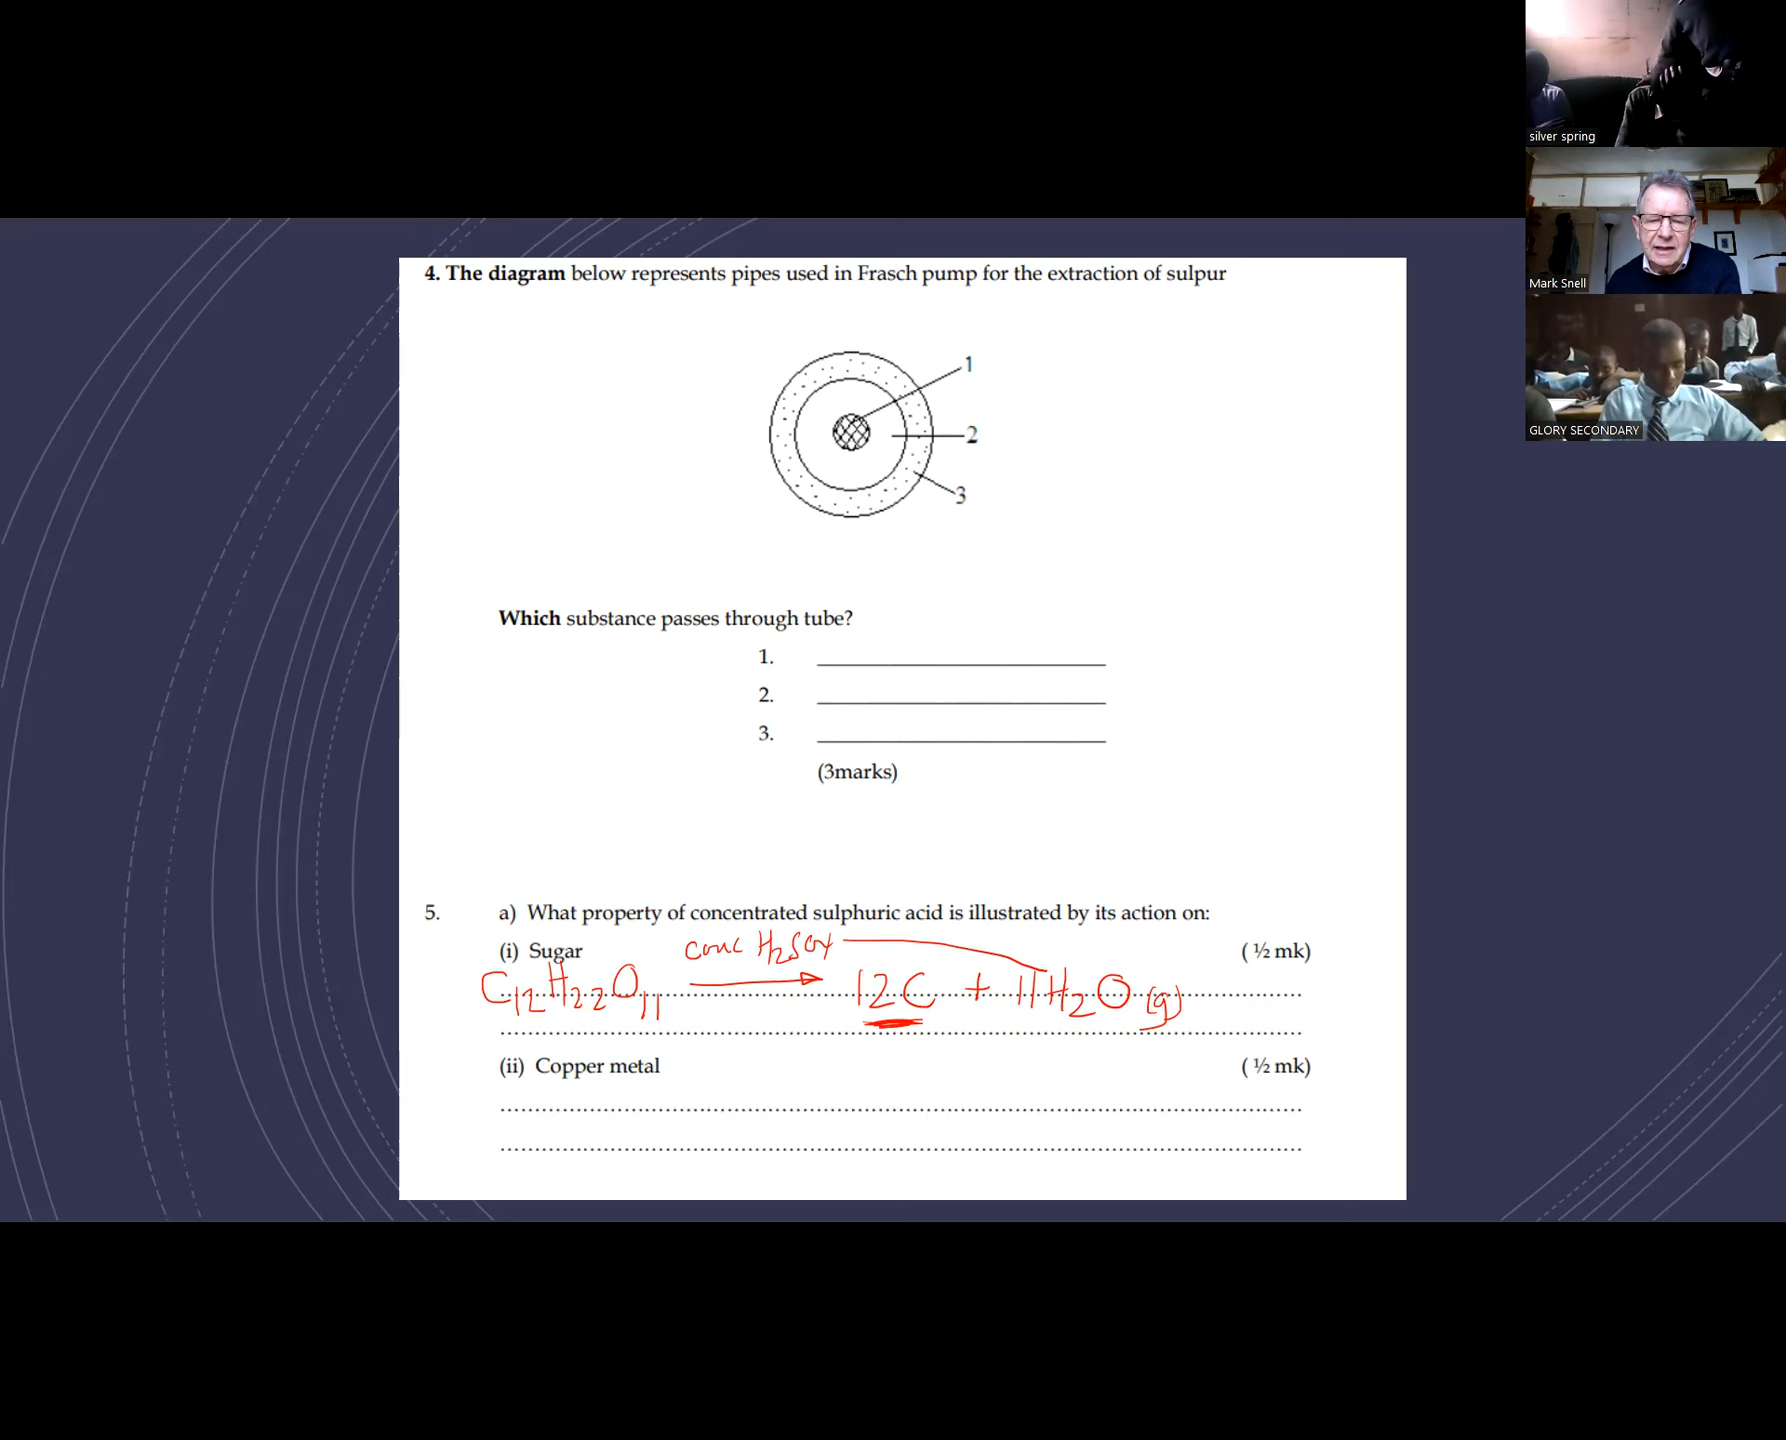 silver spring
Mark Snell
GLORY SECONDARY
4. The diagram below represents pipes used in Frasch pump for the extraction of sulpur
1
2
3
Which substance passes through tube?
1. ____________________
2. ____________________
3. ____________________
(3marks)
5. a) What property of concentrated sulphuric acid is illustrated by its action on:
(i) Sugar ( ½ mk)
conc H₂SO₄
C₁₂H₂₂O₁₁ → 12C + 11H₂O (g)
(ii) Copper metal ( ½ mk)